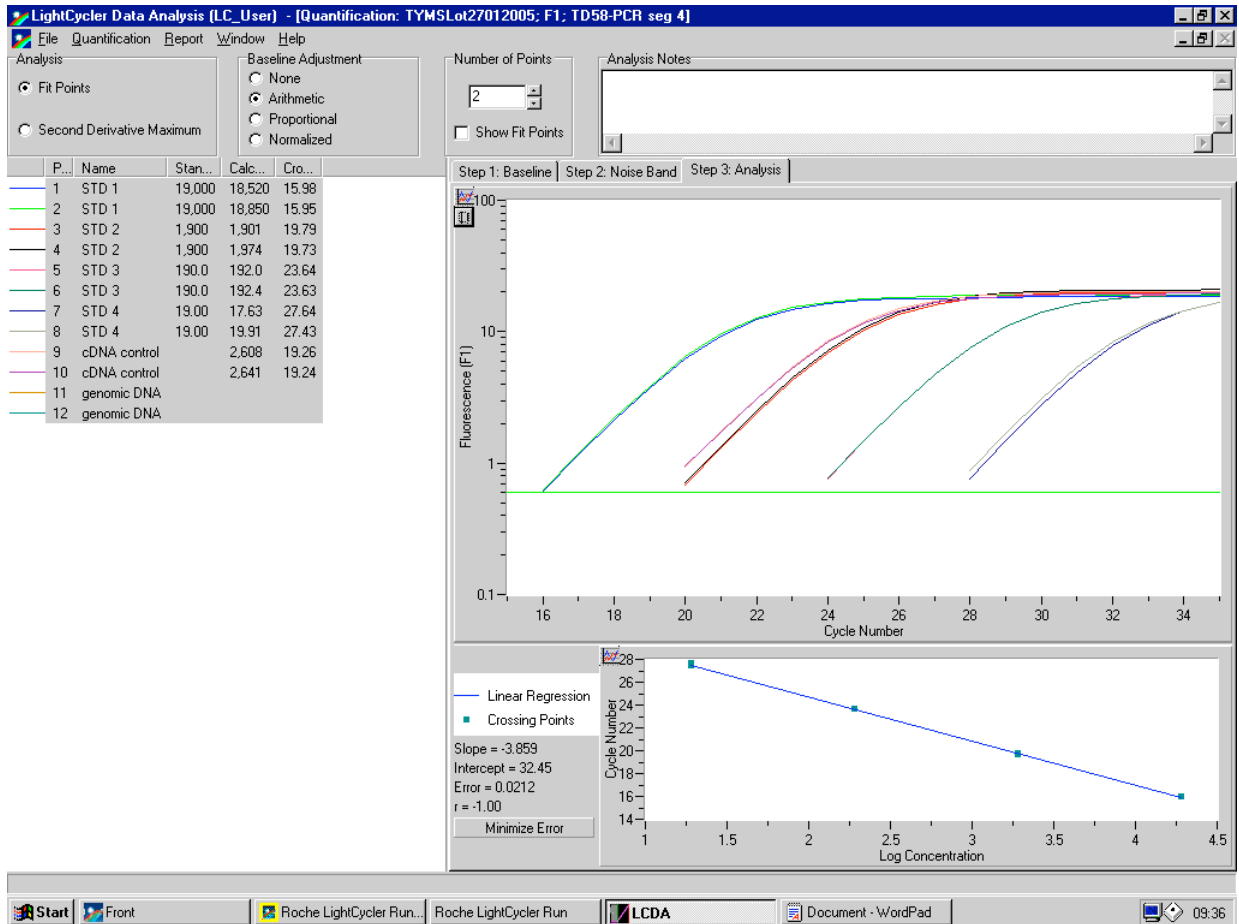 LightCycler Data Analysis (LC_User) - [Quantification: TYMSLot27012005; F1; TD58-PCR seg 4]
File Quantification Report Window Help
Analysis
Fit Points
Second Derivative Maximum
Baseline Adjustment
None
Arithmetic
Proportional
Normalized
Number of Points
2
Show Fit Points
Analysis Notes
P... Name Stan... Calc... Cro...
1 STD 1 19,000 18,520 15.98
2 STD 1 19,000 18,850 15.95
3 STD 2 1,900 1,901 19.79
4 STD 2 1,900 1,974 19.73
5 STD 3 190.0 192.0 23.64
6 STD 3 190.0 192.4 23.63
7 STD 4 19.00 17.63 27.64
8 STD 4 19.00 19.91 27.43
9 cDNA control 2,608 19.26
10 cDNA control 2,641 19.24
11 genomic DNA
12 genomic DNA
Step 1: Baseline Step 2: Noise Band Step 3: Analysis
100
10
1
0.1
Fluorescence (F1)
16 18 20 22 24 26 28 30 32 34
Cycle Number
Linear Regression
Crossing Points
Slope = -3.859
Intercept = 32.45
Error = 0.0212
r = -1.00
Minimize Error
28
26
24
22
20
18
16
14
Cycle Number
1 1.5 2 2.5 3 3.5 4 4.5
Log Concentration
Start Front Roche LightCycler Run... Roche LightCycler Run LCDA Document - WordPad 09:36